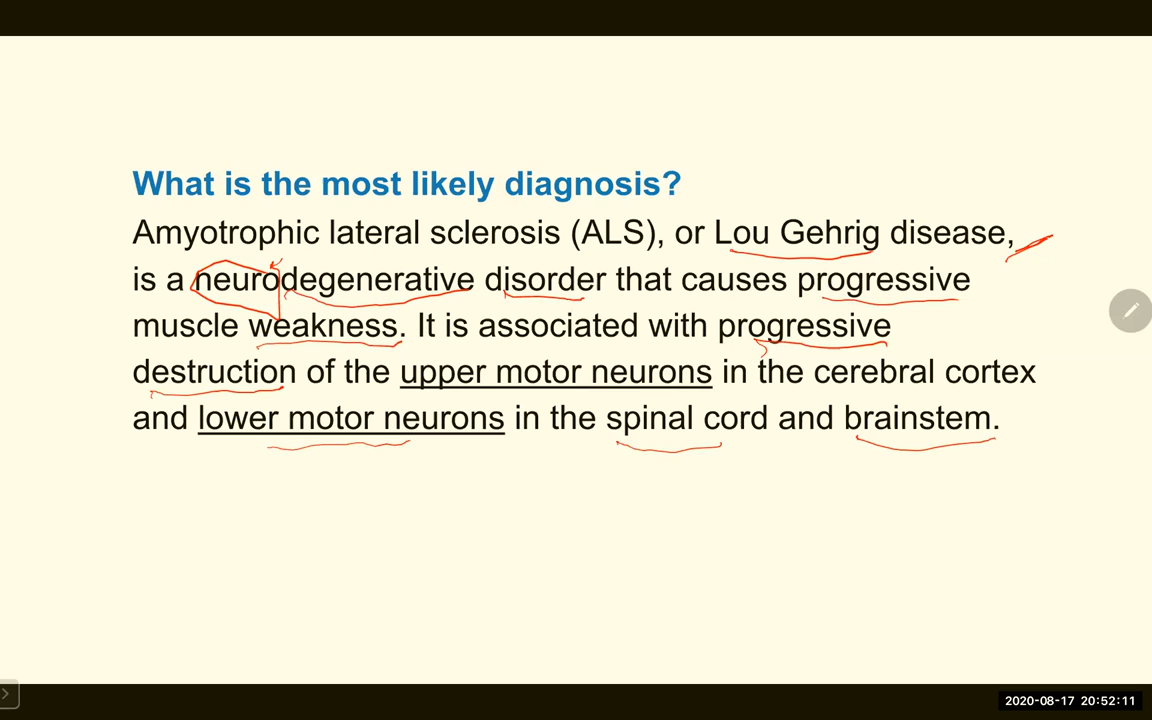 What is the most likely diagnosis?
Amyotrophic lateral sclerosis (ALS), or Lou Gehrig disease,
is a neurodegenerative disorder that causes progressive
muscle weakness. It is associated with progressive
destruction of the upper motor neurons in the cerebral cortex
and lower motor neurons in the spinal cord and brainstem.
2020-08-17 20:52:11